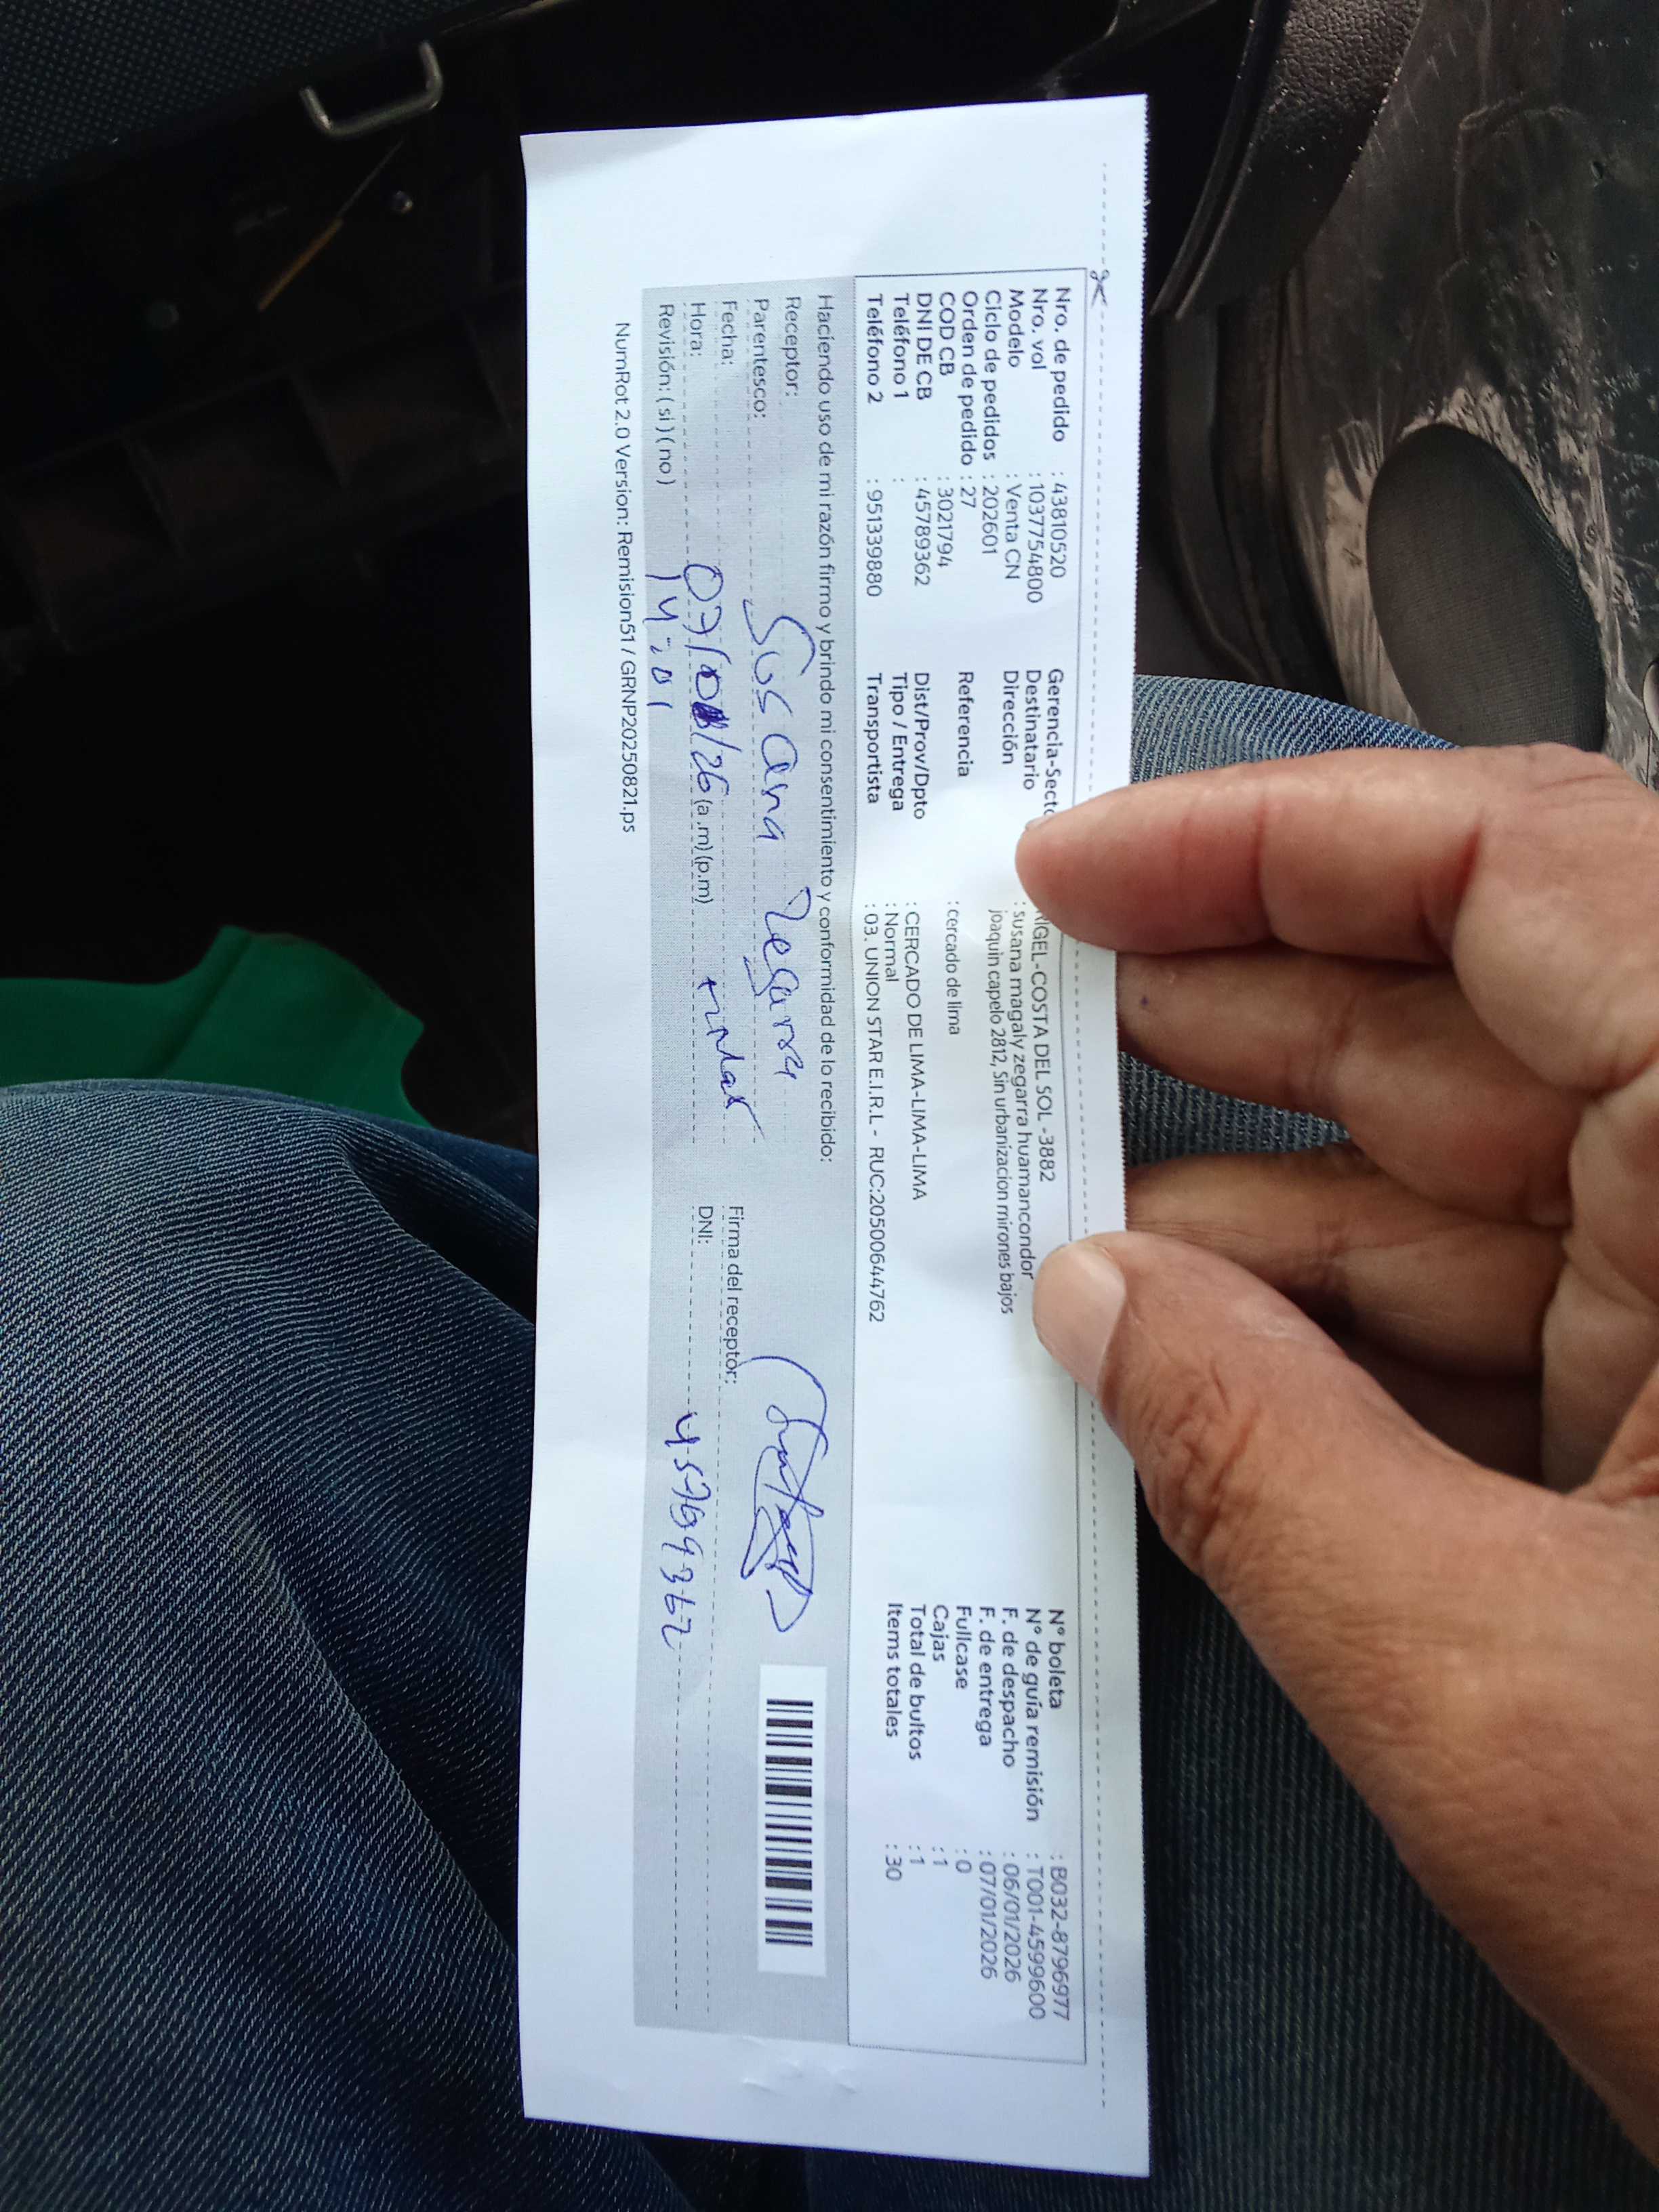 Nro. de pedido : 43810520
Nro. vol : 1037754800
Modelo : Venta CN
Ciclo de pedidos : 202601
Orden de pedido : 27
COD CB : 3021794
DNI DE CB : 45789362
Teléfono 1 :
Teléfono 2 : 951339880
Gerencia-Sect NGEL-COSTA DEL SOL -3882
Destinatario : susana magaly zegarra huamancondor
Dirección joaquin capelo 2812, Sin urbanizacion mirones bajos
Referencia : cercado de lima
Dist/Prov/Dpto : CERCADO DE LIMA-LIMA-LIMA
Tipo / Entrega : Normal
Transportista : 03. UNION STAR E.I.R.L - RUC:20500644762
N° boleta : B032-8796977
N° de guía remisión : T001-4599600
F. de despacho : 06/01/2026
F. de entrega : 07/01/2026
Fullcase : 0
Cajas : 1
Total de bultos : 1
Items totales : 30
Haciendo uso de mi razón firmo y brindo mi consentimiento y conformidad de lo recibido:
Receptor: Susana Zegarra
Parentesco: titular
Fecha: 07/01/26
Hora: 14:01 (a.m) (p.m)
Revisión: ( si ) ( no )
Firma del receptor:
DNI: 45789362
NumRot 2.0 Version: Remision51 / GRNP20250821.ps